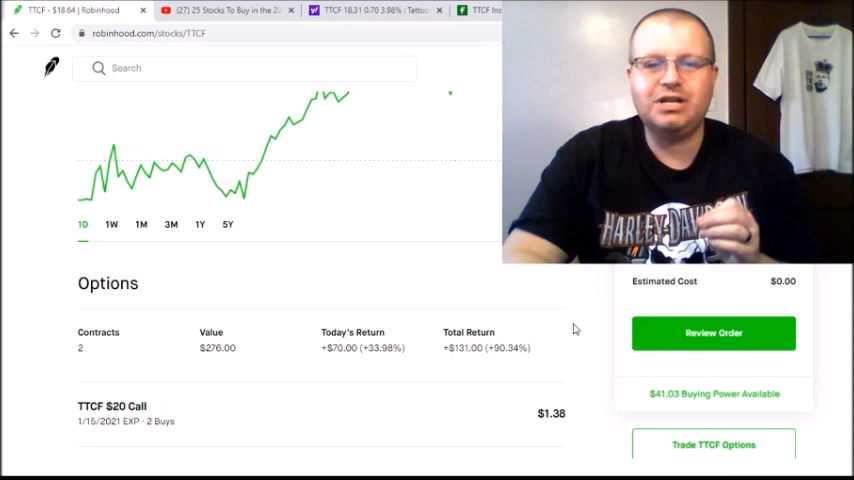 TTCF - $18.64 | Robinhood
(27) 25 Stocks To Buy in the 20
TTCF 18.31 0.70 3.98% : Tattoo
TTCF Ins
robinhood.com/stocks/TTCF
Search
1D 1W 1M 3M 1Y 5Y
HARLEY-DAVIDSON
Options
Estimated Cost $0.00
Contracts Value Today's Return Total Return
2 $276.00 +$70.00 (+33.98%) +$131.00 (+90.34%)
Review Order
$41.03 Buying Power Available
TTCF $20 Call
1/15/2021 EXP · 2 Buys
$1.38
Trade TTCF Options